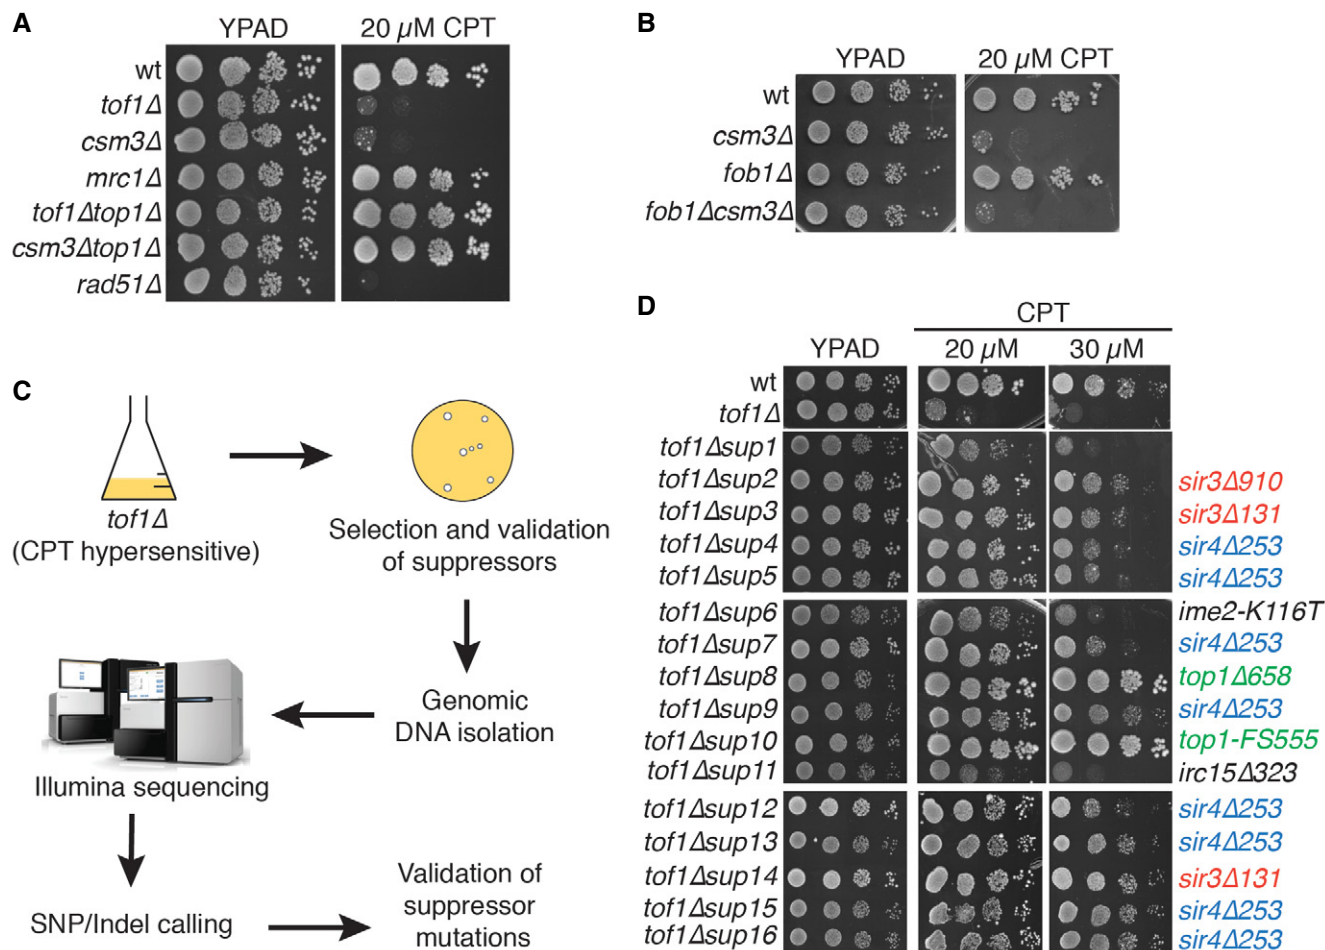 A
YPAD 20 µM CPT
wt
tof1Δ
csm3Δ
mrc1Δ
tof1Δtop1Δ
csm3Δtop1Δ
rad51Δ
B
YPAD 20 µM CPT
wt
csm3Δ
fob1Δ
fob1Δcsm3Δ
C
tof1Δ
(CPT hypersensitive)
Selection and validation
of suppressors
Genomic
DNA isolation
Illumina sequencing
SNP/Indel calling
Validation of
suppressor
mutations
D
CPT
YPAD 20 µM 30 µM
wt
tof1Δ
tof1Δsup1
tof1Δsup2 sir3Δ910
tof1Δsup3 sir3Δ131
tof1Δsup4 sir4Δ253
tof1Δsup5 sir4Δ253
tof1Δsup6 ime2-K116T
tof1Δsup7 sir4Δ253
tof1Δsup8 top1Δ658
tof1Δsup9 sir4Δ253
tof1Δsup10 top1-FS555
tof1Δsup11 irc15Δ323
tof1Δsup12 sir4Δ253
tof1Δsup13 sir4Δ253
tof1Δsup14 sir3Δ131
tof1Δsup15 sir4Δ253
tof1Δsup16 sir4Δ253